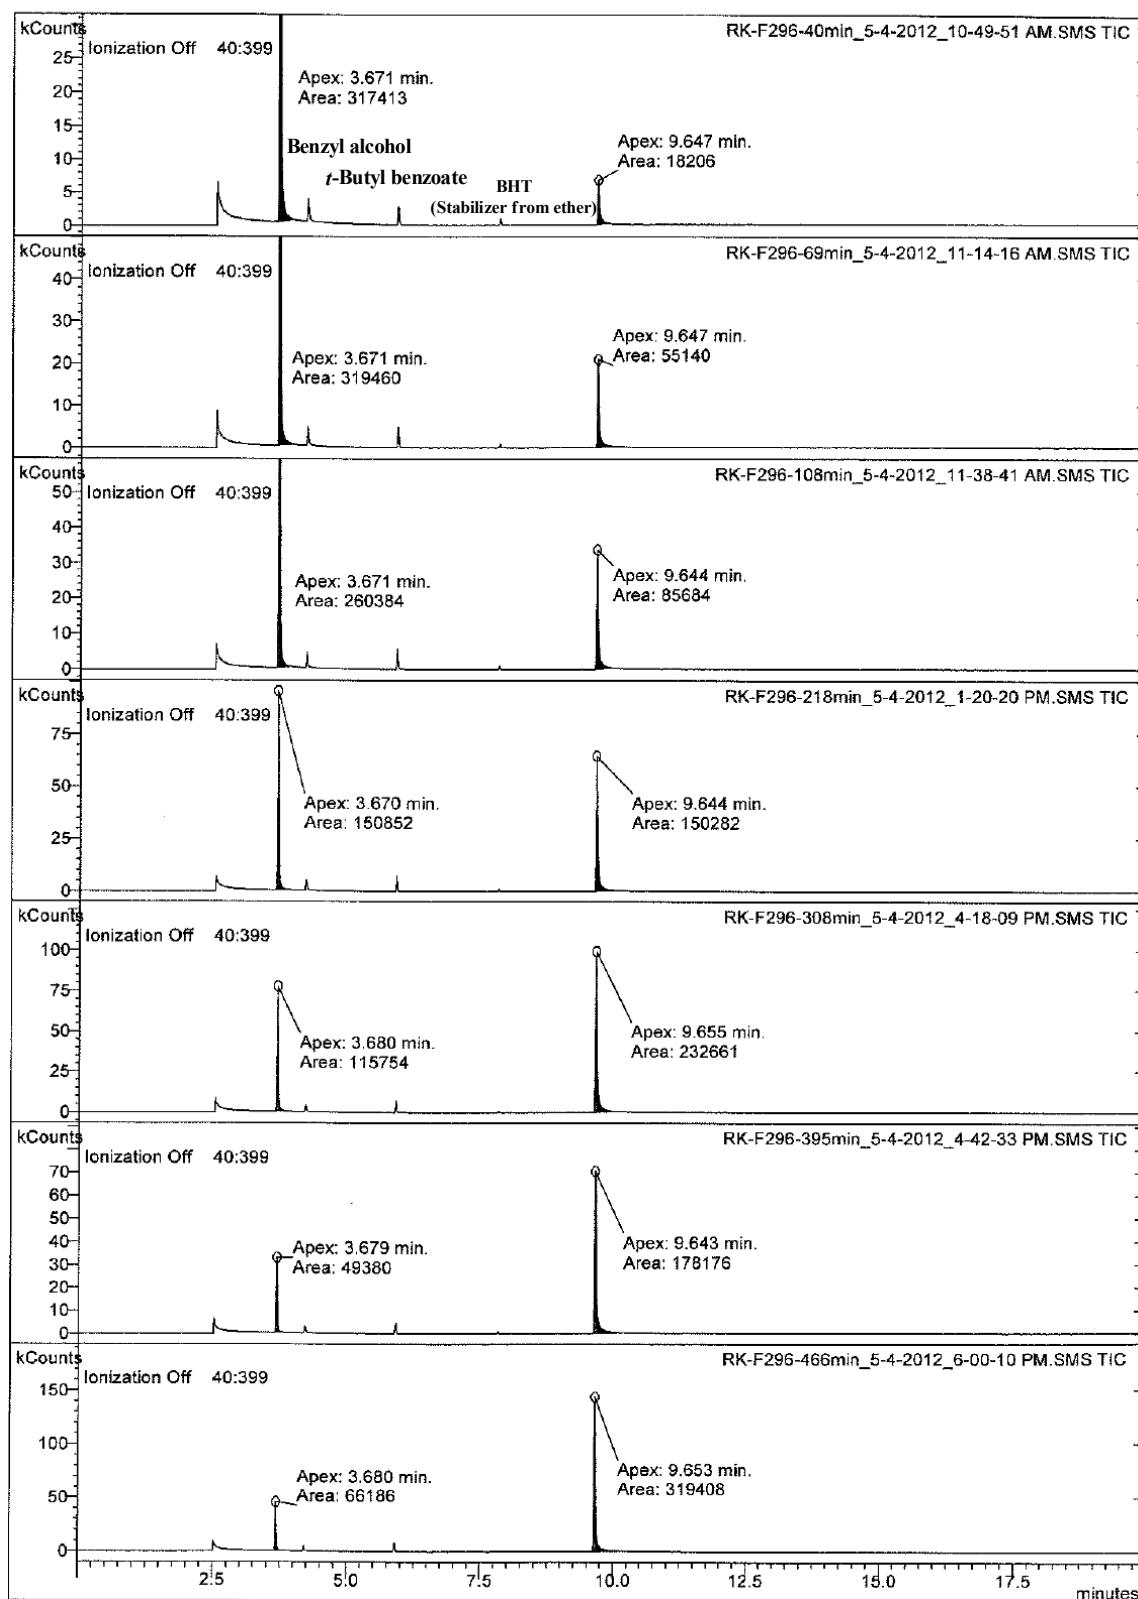 kCounts
Ionization Off 40:399
RK-F296-40min_5-4-2012_10-49-51 AM.SMS TIC
25
20
15
10
5
0
Apex: 3.671 min.
Area: 317413
Benzyl alcohol
t-Butyl benzoate
BHT
(Stabilizer from ether)
Apex: 9.647 min.
Area: 18206
kCounts
Ionization Off 40:399
RK-F296-69min_5-4-2012_11-14-16 AM.SMS TIC
40
30
20
10
0
Apex: 3.671 min.
Area: 319460
Apex: 9.647 min.
Area: 55140
kCounts
Ionization Off 40:399
RK-F296-108min_5-4-2012_11-38-41 AM.SMS TIC
50
40
30
20
10
0
Apex: 3.671 min.
Area: 260384
Apex: 9.644 min.
Area: 85684
kCounts
Ionization Off 40:399
RK-F296-218min_5-4-2012_1-20-20 PM.SMS TIC
75
50
25
0
Apex: 3.670 min.
Area: 150852
Apex: 9.644 min.
Area: 150282
kCounts
Ionization Off 40:399
RK-F296-308min_5-4-2012_4-18-09 PM.SMS TIC
100
75
50
25
0
Apex: 3.680 min.
Area: 115754
Apex: 9.655 min.
Area: 232661
kCounts
Ionization Off 40:399
RK-F296-395min_5-4-2012_4-42-33 PM.SMS TIC
70
60
50
40
30
20
10
0
Apex: 3.679 min.
Area: 49380
Apex: 9.643 min.
Area: 178176
kCounts
Ionization Off 40:399
RK-F296-466min_5-4-2012_6-00-10 PM.SMS TIC
150
100
50
0
Apex: 3.680 min.
Area: 66186
Apex: 9.653 min.
Area: 319408
2.5 5.0 7.5 10.0 12.5 15.0 17.5
minutes